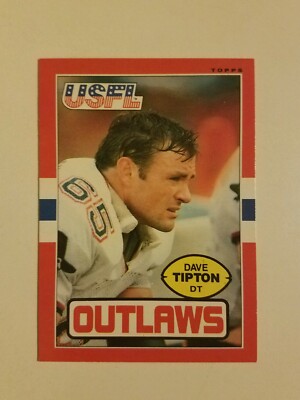 TOPPS
USFL
65
DAVE
TIPTON
DT
OUTLAWS